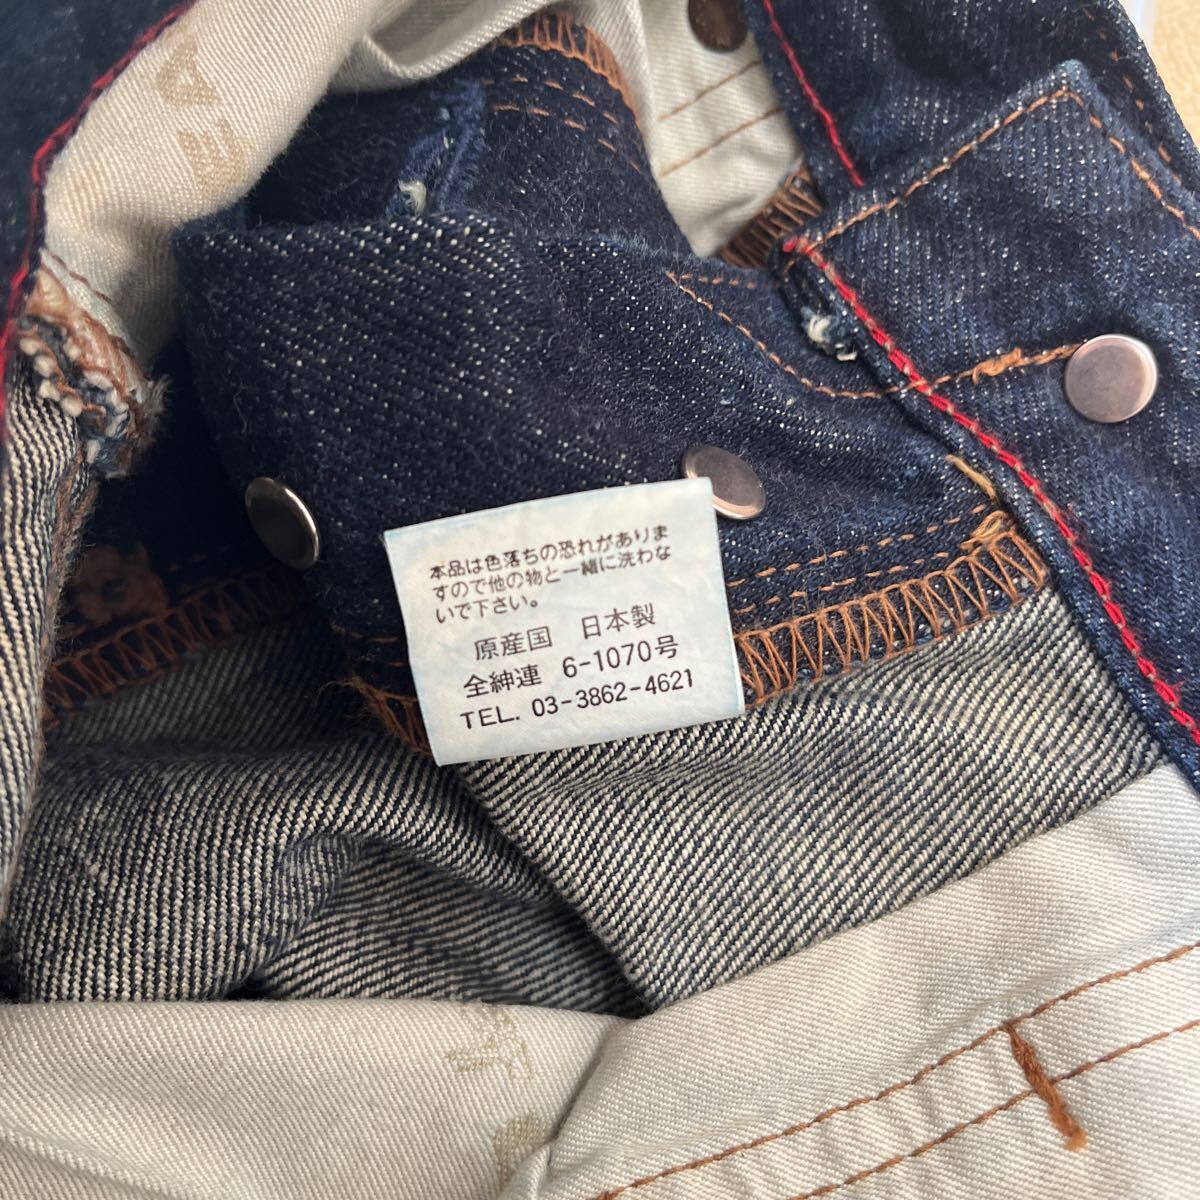 本品は色落ちの恐れがありま
すので他の物と一緒に洗わな
いで下さい。
原産国 日本製
全紳連 6-1070号
TEL. 03-3862-4621